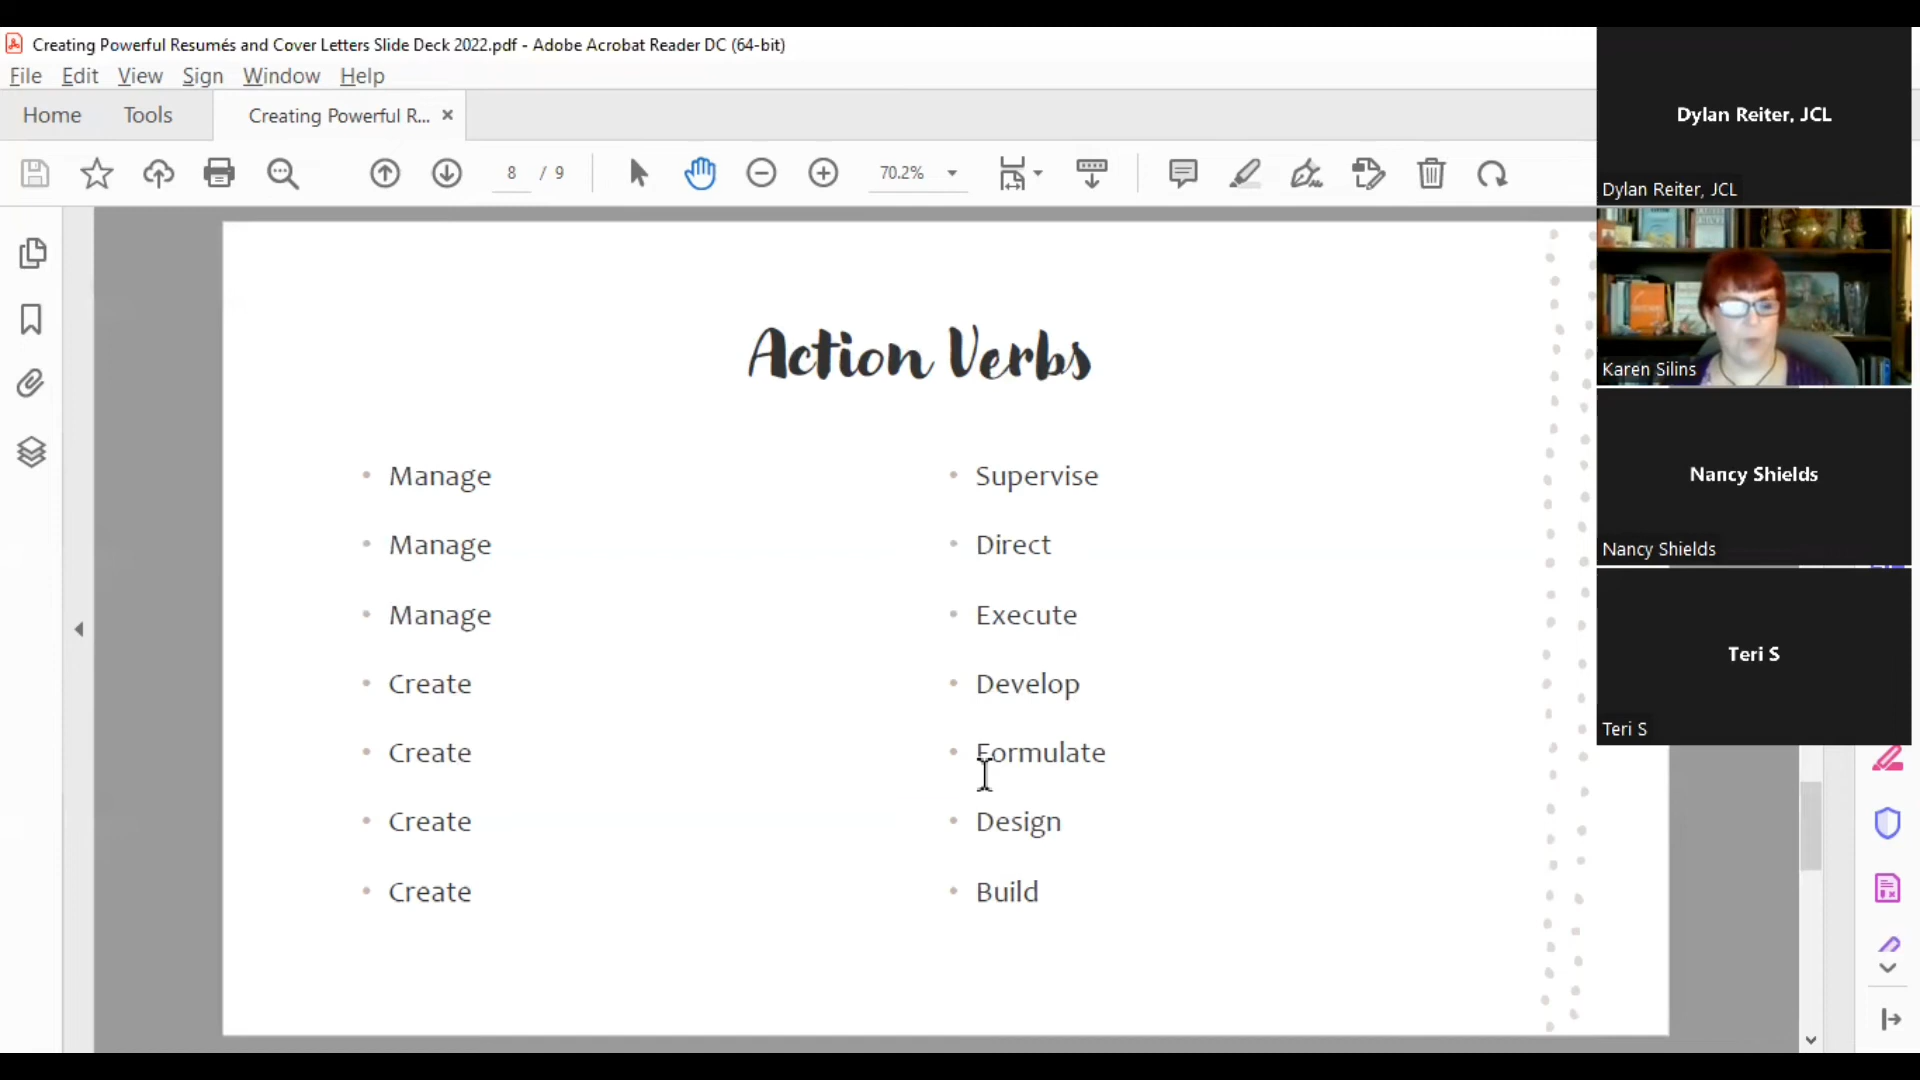 Creating Powerful Resumés and Cover Letters Slide Deck 2022.pdf - Adobe Acrobat Reader DC (64-bit)
File Edit View Sign Window Help
Home Tools Creating Powerful R... ×
8 / 9 70.2%
Action Verbs
• Manage
• Manage
• Manage
• Create
• Create
• Create
• Create
• Supervise
• Direct
• Execute
• Develop
• Formulate
• Design
• Build
Dylan Reiter, JCL
Dylan Reiter, JCL
Karen Silins
Nancy Shields
Nancy Shields
Teri S
Teri S